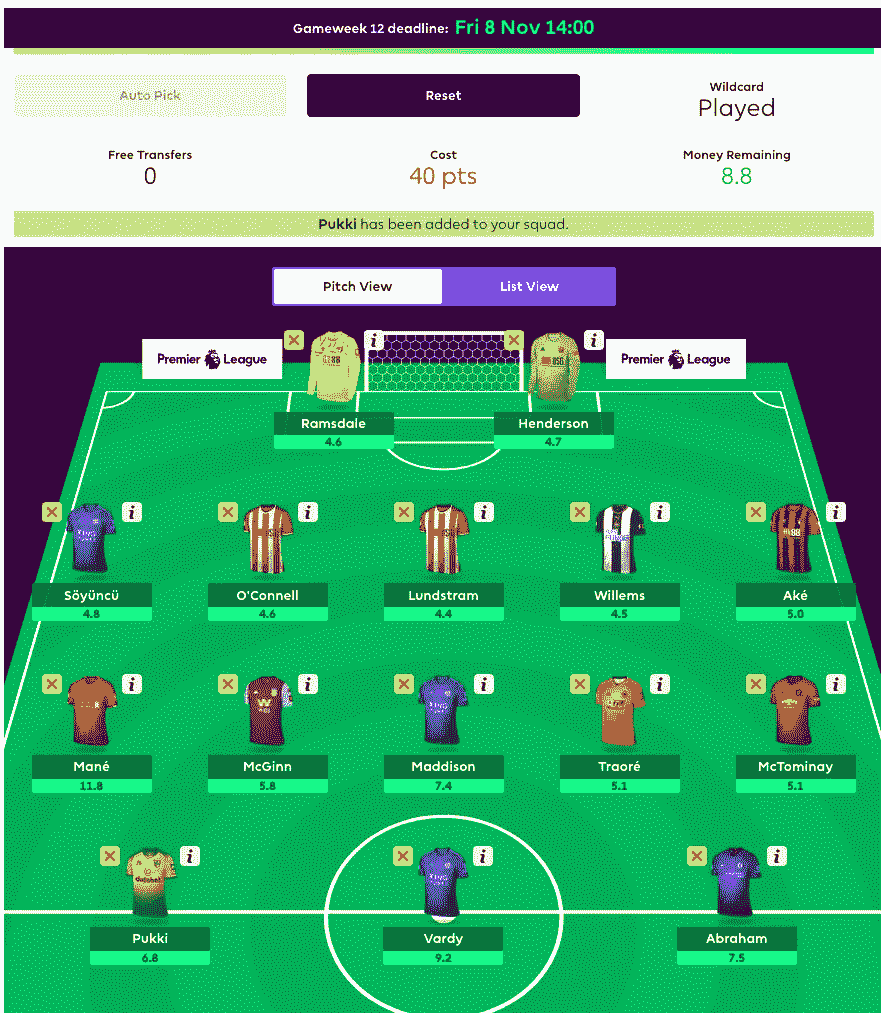 Gameweek 12 deadline: Fri 8 Nov 14:00
Auto Pick
Reset
Wildcard
Played
Free Transfers
0
Cost
40 pts
Money Remaining
8.8
Pukki has been added to your squad.
Pitch View
List View
Premier League
Premier League
Ramsdale
4.6
Henderson
4.7
Söyüncü
4.8
O'Connell
4.6
Lundstram
4.4
Willems
4.5
Aké
5.0
Mané
11.8
McGinn
5.8
Maddison
7.4
Traoré
5.1
McTominay
5.1
Pukki
6.8
Vardy
9.2
Abraham
7.5